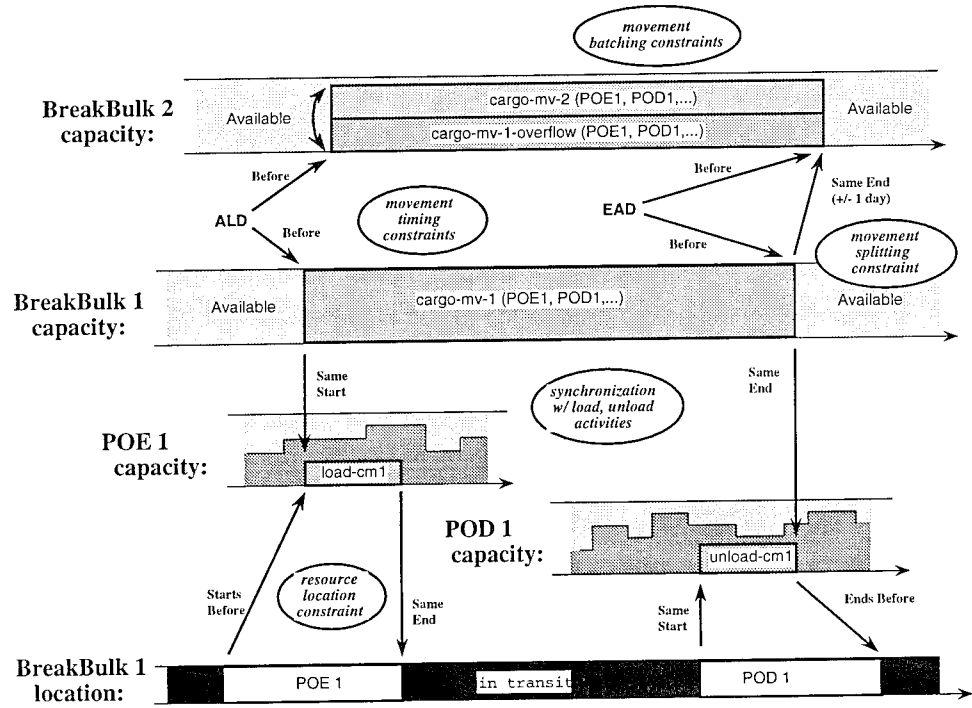 movement
batching constraints
BreakBulk 2
capacity:
Available
cargo-mv-2 (POE1, POD1,...)
cargo-mv-1-overflow (POE1, POD1,...)
Available
Before
Before
Same End
(+/- 1 day)
ALD
movement
timing
constraints
EAD
Before
Before
movement
splitting
constraint
BreakBulk 1
capacity:
Available
cargo-mv-1 (POE1, POD1,...)
Available
Same
Start
synchronization
w/ load, unload
activities
Same
End
POE 1
capacity:
load-cm1
POD 1
capacity:
unload-cm1
Starts
Before
resource
location
constraint
Same
End
Same
Start
Ends Before
BreakBulk 1
location:
POE 1
in transit
POD 1